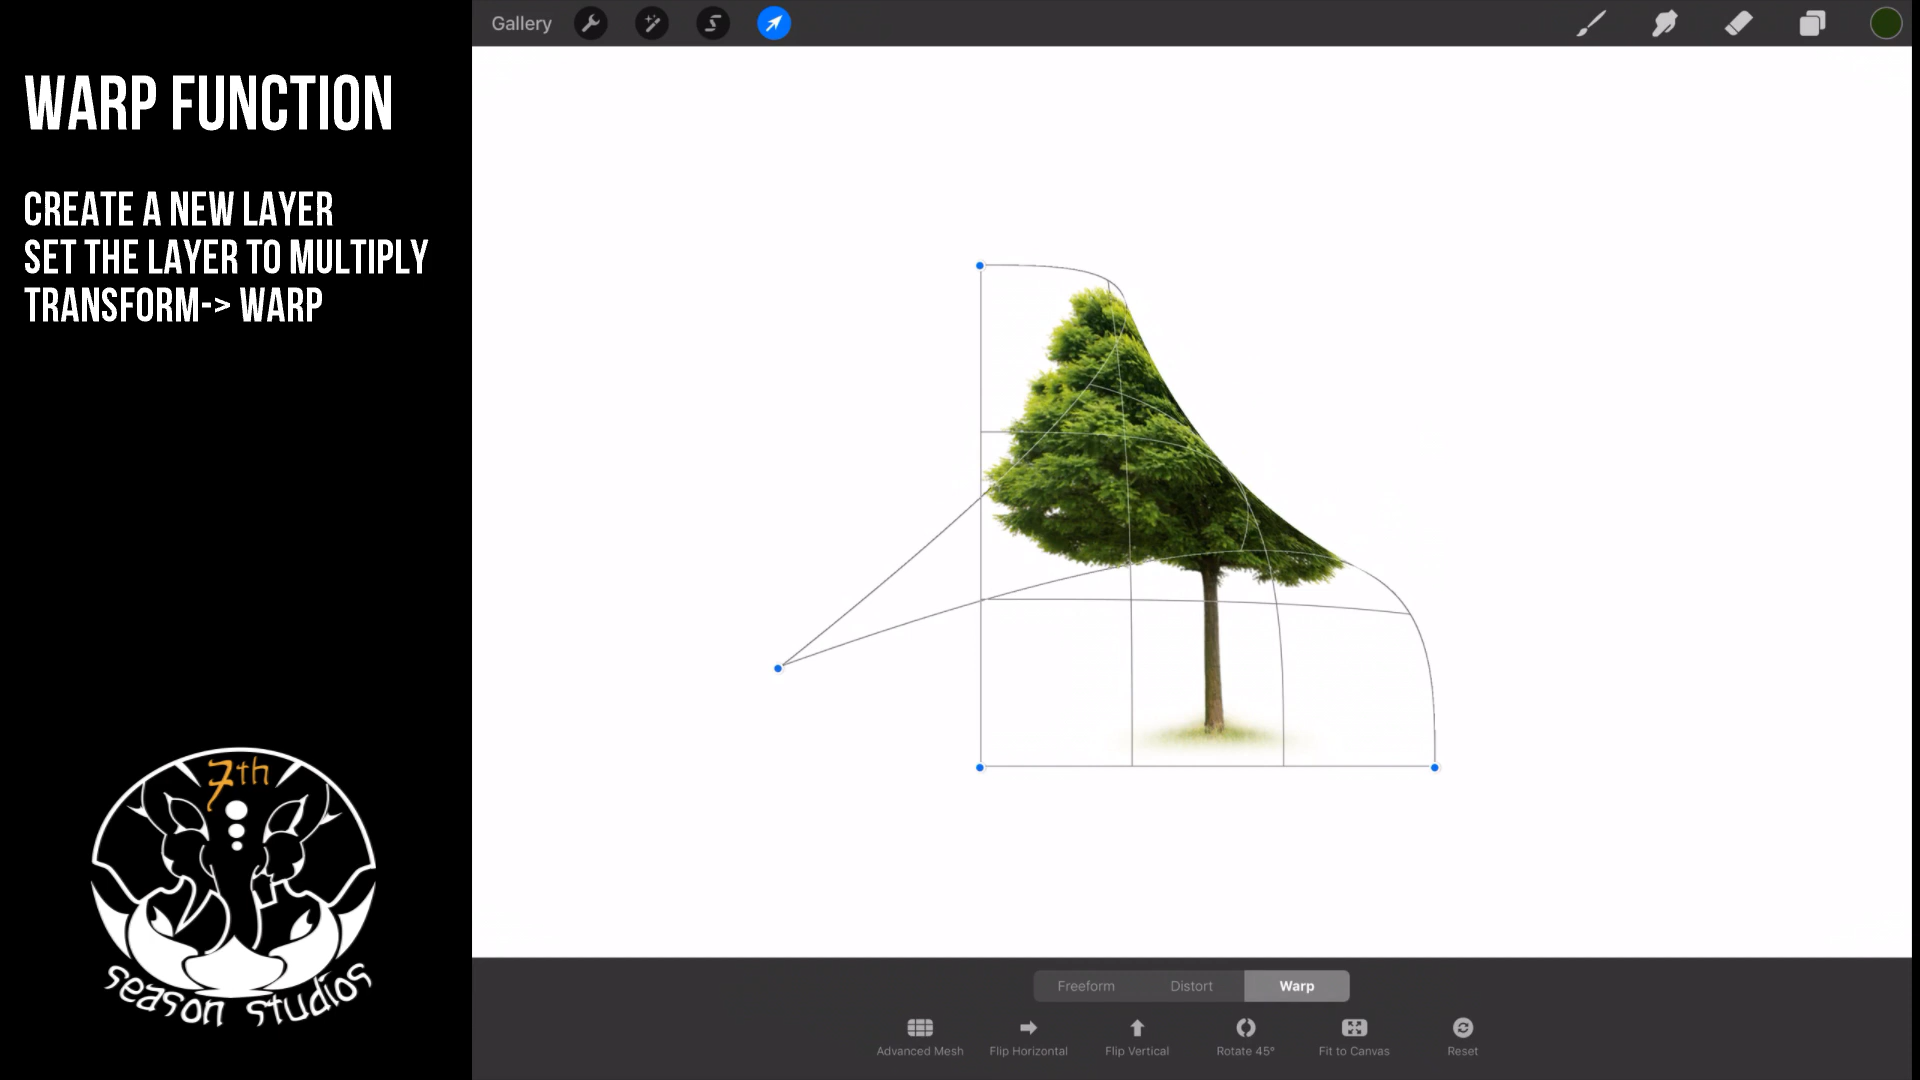 Gallery
WARP FUNCTION
CREATE A NEW LAYER
SET THE LAYER TO MULTIPLY
TRANSFORM-> WARP
7th
season studios
Freeform Distort Warp
Advanced Mesh Flip Horizontal Flip Vertical Rotate 45° Fit to Canvas Reset